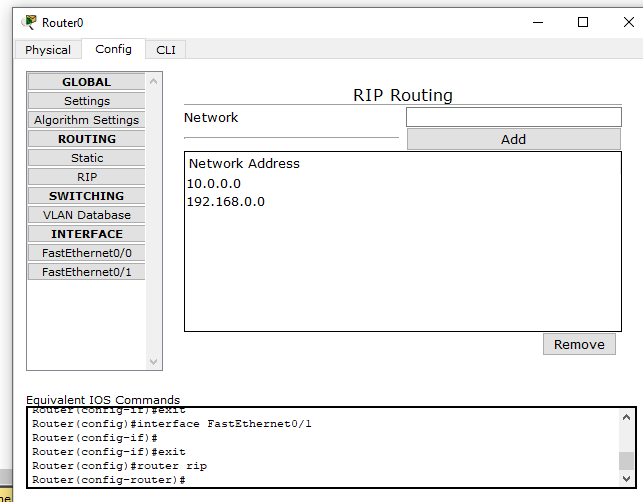 Router0
Physical
Config
CLI
GLOBAL
Settings
Algorithm Settings
ROUTING
Static
RIP
SWITCHING
VLAN Database
INTERFACE
FastEthernet0/0
FastEthernet0/1
RIP Routing
Network
Add
Network Address
10.0.0.0
192.168.0.0
Remove
Equivalent IOS Commands
Router(config-if)#exit
Router(config)#interface FastEthernet0/1
Router(config-if)#
Router(config-if)#exit
Router(config)#router rip
Router(config-router)#